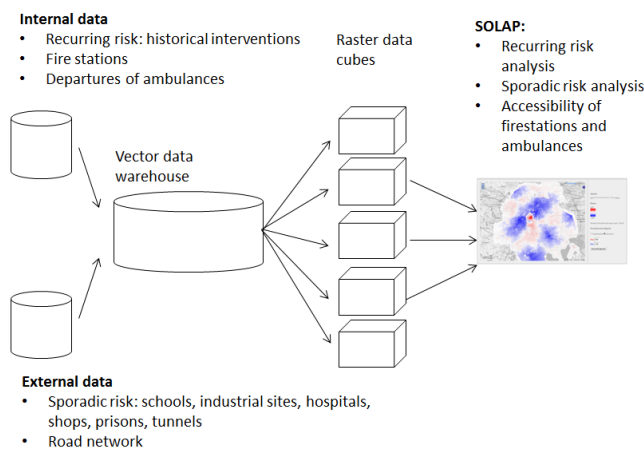 Internal data
• Recurring risk: historical interventions
• Fire stations
• Departures of ambulances
Raster data
cubes
SOLAP:
• Recurring risk
analysis
• Sporadic risk analysis
• Accessibility of
firestations and
ambulances
Vector data
warehouse
External data
• Sporadic risk: schools, industrial sites, hospitals,
shops, prisons, tunnels
• Road network